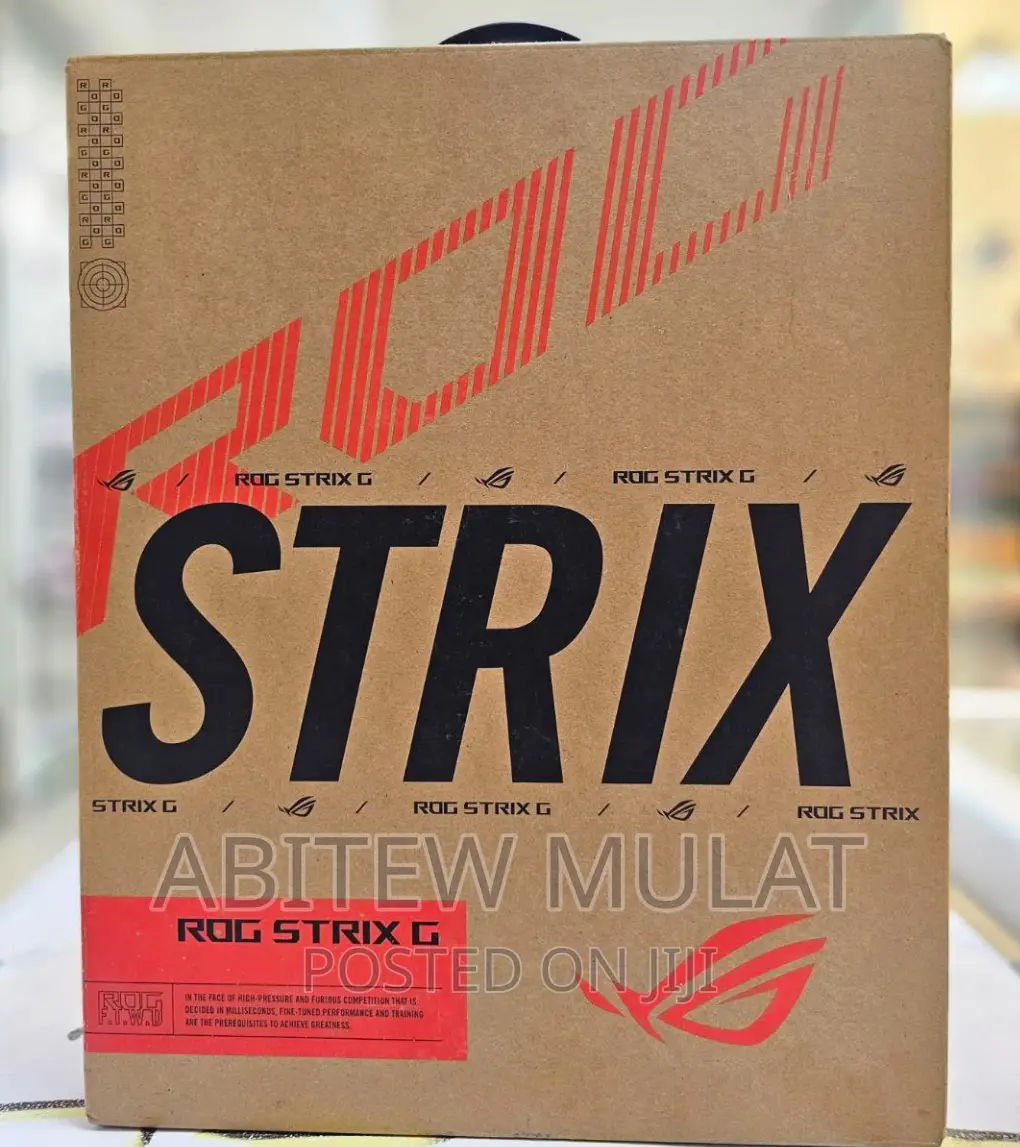 ROG
ROG STRIX G / / ROG STRIX G /
STRIX
STRIX G / / ROG STRIX G / / ROG STRIX
ABITEW MULAT
POSTED ON JIJI
ROG STRIX G
ROG
F.T.W.D
IN THE FACE OF HIGH-PRESSURE AND FURIOUS COMPETITION THAT IS
DECIDED IN MILLISECONDS, FINE-TUNED PERFORMANCE AND TRAINING
ARE THE PREREQUISITES TO ACHIEVE GREATNESS.